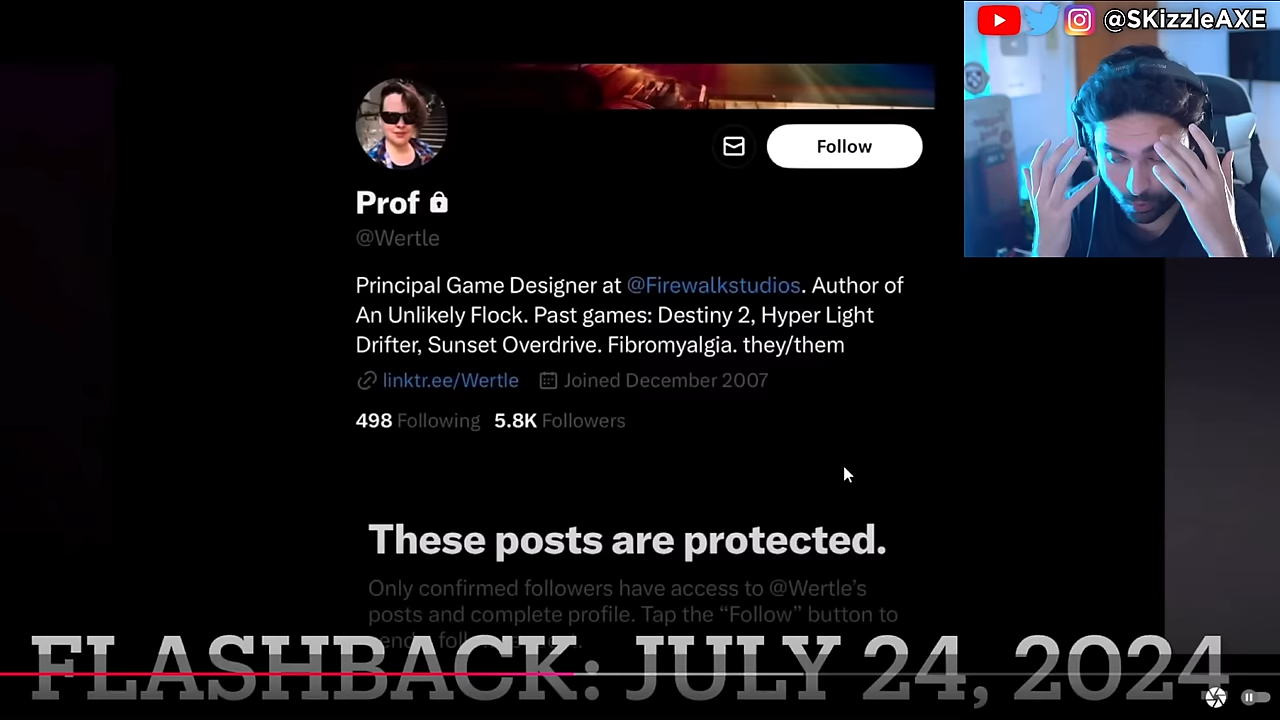 @SKizzleAXE
Follow
Prof
@Wertle
Principal Game Designer at @Firewalkstudios. Author of
An Unlikely Flock. Past games: Destiny 2, Hyper Light
Drifter, Sunset Overdrive. Fibromyalgia. they/them
linktr.ee/Wertle Joined December 2007
498 Following 5.8K Followers
These posts are protected.
Only confirmed followers have access to @Wertle’s
posts and complete profile. Tap the “Follow” button to
FLASHBACK: JULY 24, 2024